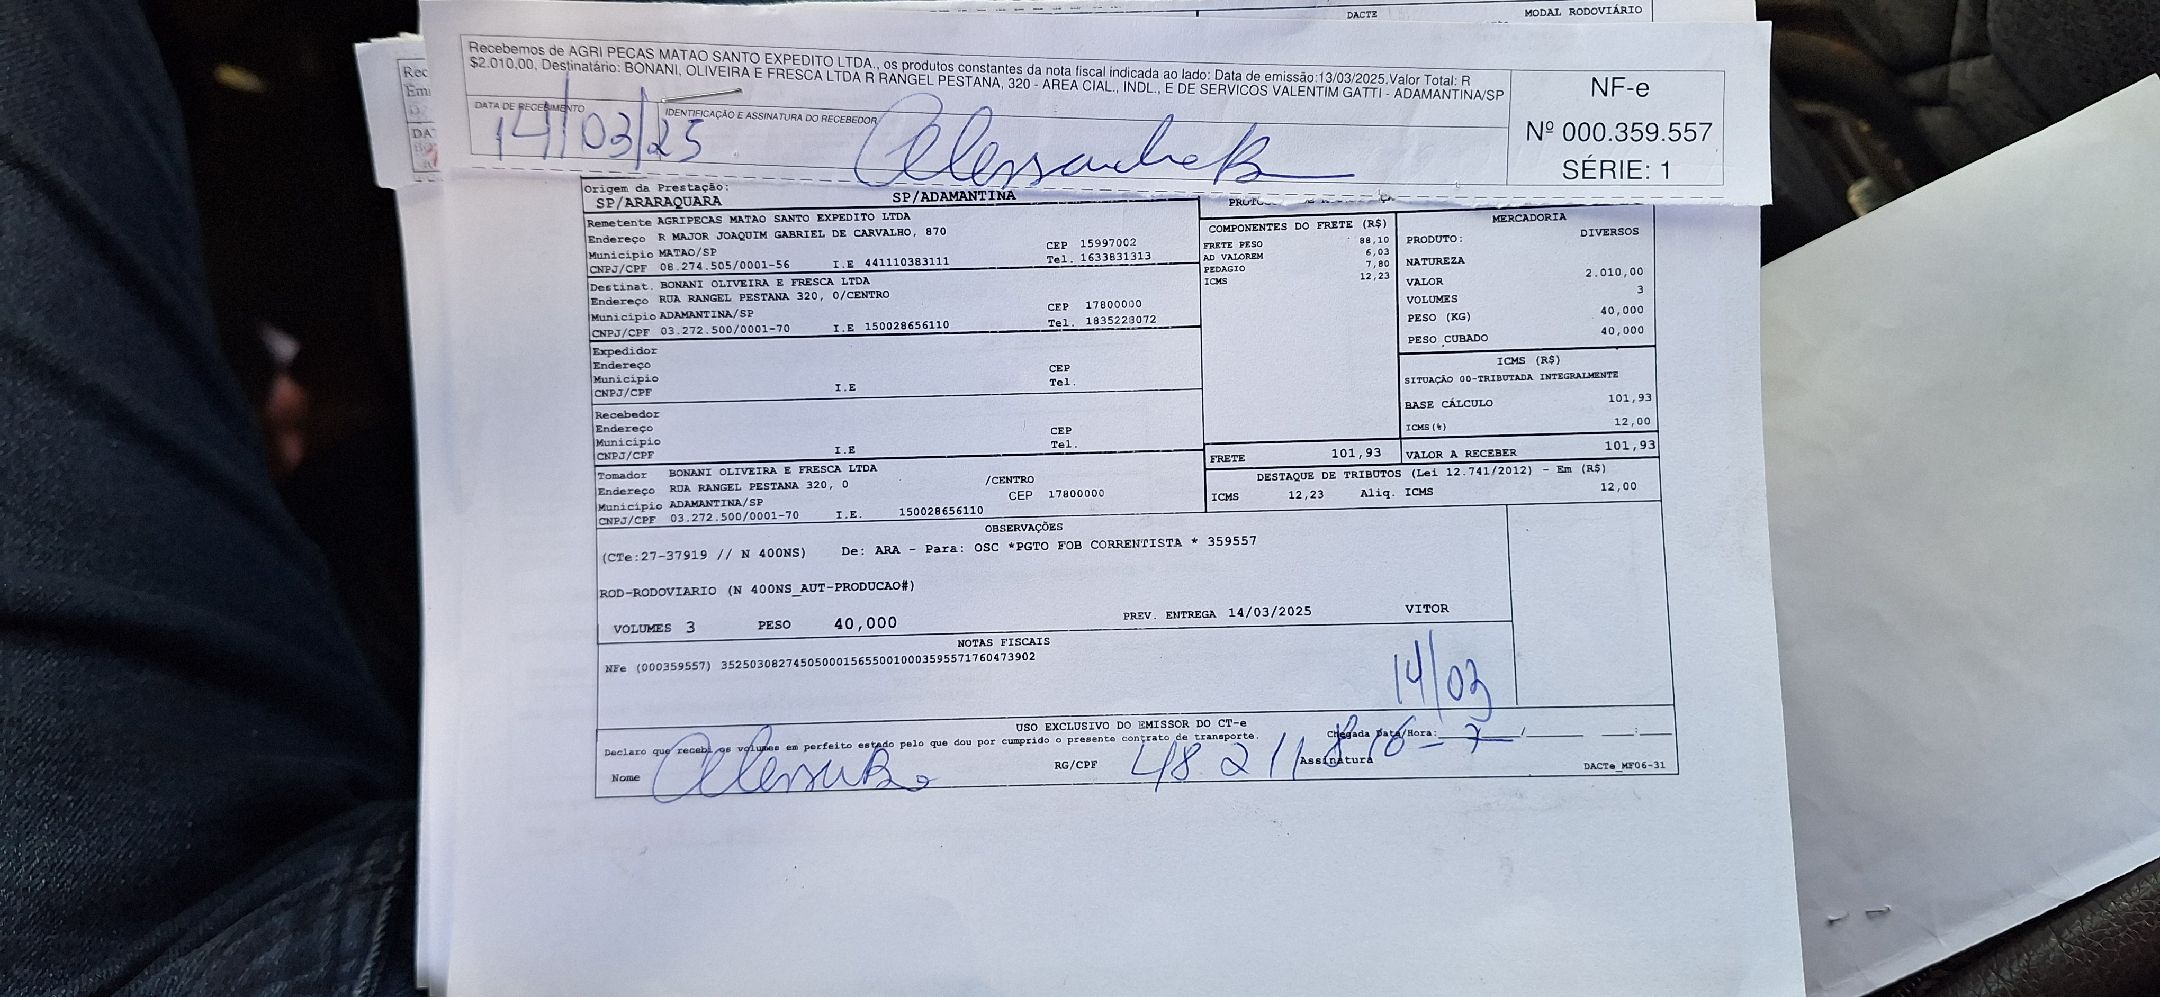 DACTE
MODAL RODOVIÁRIO
Recebemos de AGRI PECAS MATAO SANTO EXPEDITO LTDA., os produtos constantes da nota fiscal indicada ao lado: Data de emissão:13/03/2025.Valor Total: R
$2.010,00, Destinatário: BONANI, OLIVEIRA E FRESCA LTDA R RANGEL PESTANA, 320 - AREA CIAL., INDL., E DE SERVICOS VALENTIM GATTI - ADAMANTINA/SP
DATA DE RECEBIMENTO
IDENTIFICAÇÃO E ASSINATURA DO RECEBEDOR
14/03/25
NF-e
Nº 000.359.557
SÉRIE: 1
Rec
Em
DA
Origem da Prestação:
SP/ARARAQUARA
SP/ADAMANTINA
Remetente AGRIPECAS MATAO SANTO EXPEDITO LTDA
Endereço R MAJOR JOAQUIM GABRIEL DE CARVALHO, 870
Município MATAO/SP CEP 15997002
CNPJ/CPF 08.274.505/0001-56 I.E 441110383111 Tel. 1633831313
Destinat. BONANI OLIVEIRA E FRESCA LTDA
Endereço RUA RANGEL PESTANA 320, 0/CENTRO
Município ADAMANTINA/SP CEP 17800000
CNPJ/CPF 03.272.500/0001-70 I.E 150028656110 Tel. 1835223072
Expedidor
Endereço
Município CEP
CNPJ/CPF I.E Tel.
Recebedor
Endereço
Município CEP
CNPJ/CPF I.E Tel.
Tomador BONANI OLIVEIRA E FRESCA LTDA
Endereço RUA RANGEL PESTANA 320, 0 /CENTRO
Município ADAMANTINA/SP CEP 17800000
CNPJ/CPF 03.272.500/0001-70 I.E. 150028656110
COMPONENTES DO FRETE (R$)
FRETE PESO 88,10
AD VALOREM 6,03
PEDAGIO 7,80
ICMS 12,23
FRETE 101,93
MERCADORIA
PRODUTO: DIVERSOS
NATUREZA
VALOR 2.010,00
VOLUMES 3
PESO (KG) 40,000
PESO CUBADO 40,000
ICMS (R$)
SITUAÇÃO 00-TRIBUTADA INTEGRALMENTE
BASE CÁLCULO 101,93
ICMS(%) 12,00
VALOR A RECEBER 101,93
DESTAQUE DE TRIBUTOS (Lei 12.741/2012) - Em (R$)
ICMS 12,23 Aliq. ICMS 12,00
OBSERVAÇÕES
(CTe:27-37919 // N 400NS) De: ARA - Para: OSC *PGTO FOB CORRENTISTA * 359557
ROD-RODOVIARIO (N 400NS_AUT-PRODUCAO#)
VOLUMES 3 PESO 40,000 PREV. ENTREGA 14/03/2025 VITOR
NOTAS FISCAIS
NFe (000359557) 35250308274505000156550010003595571760473902
14/03
USO EXCLUSIVO DO EMISSOR DO CT-e
Declaro que recebi os volumes em perfeito estado pelo que dou por cumprido o presente contrato de transporte. Chegada Data/Hora: / :
Nome RG/CPF Assinatura
DACTe_MF06-31